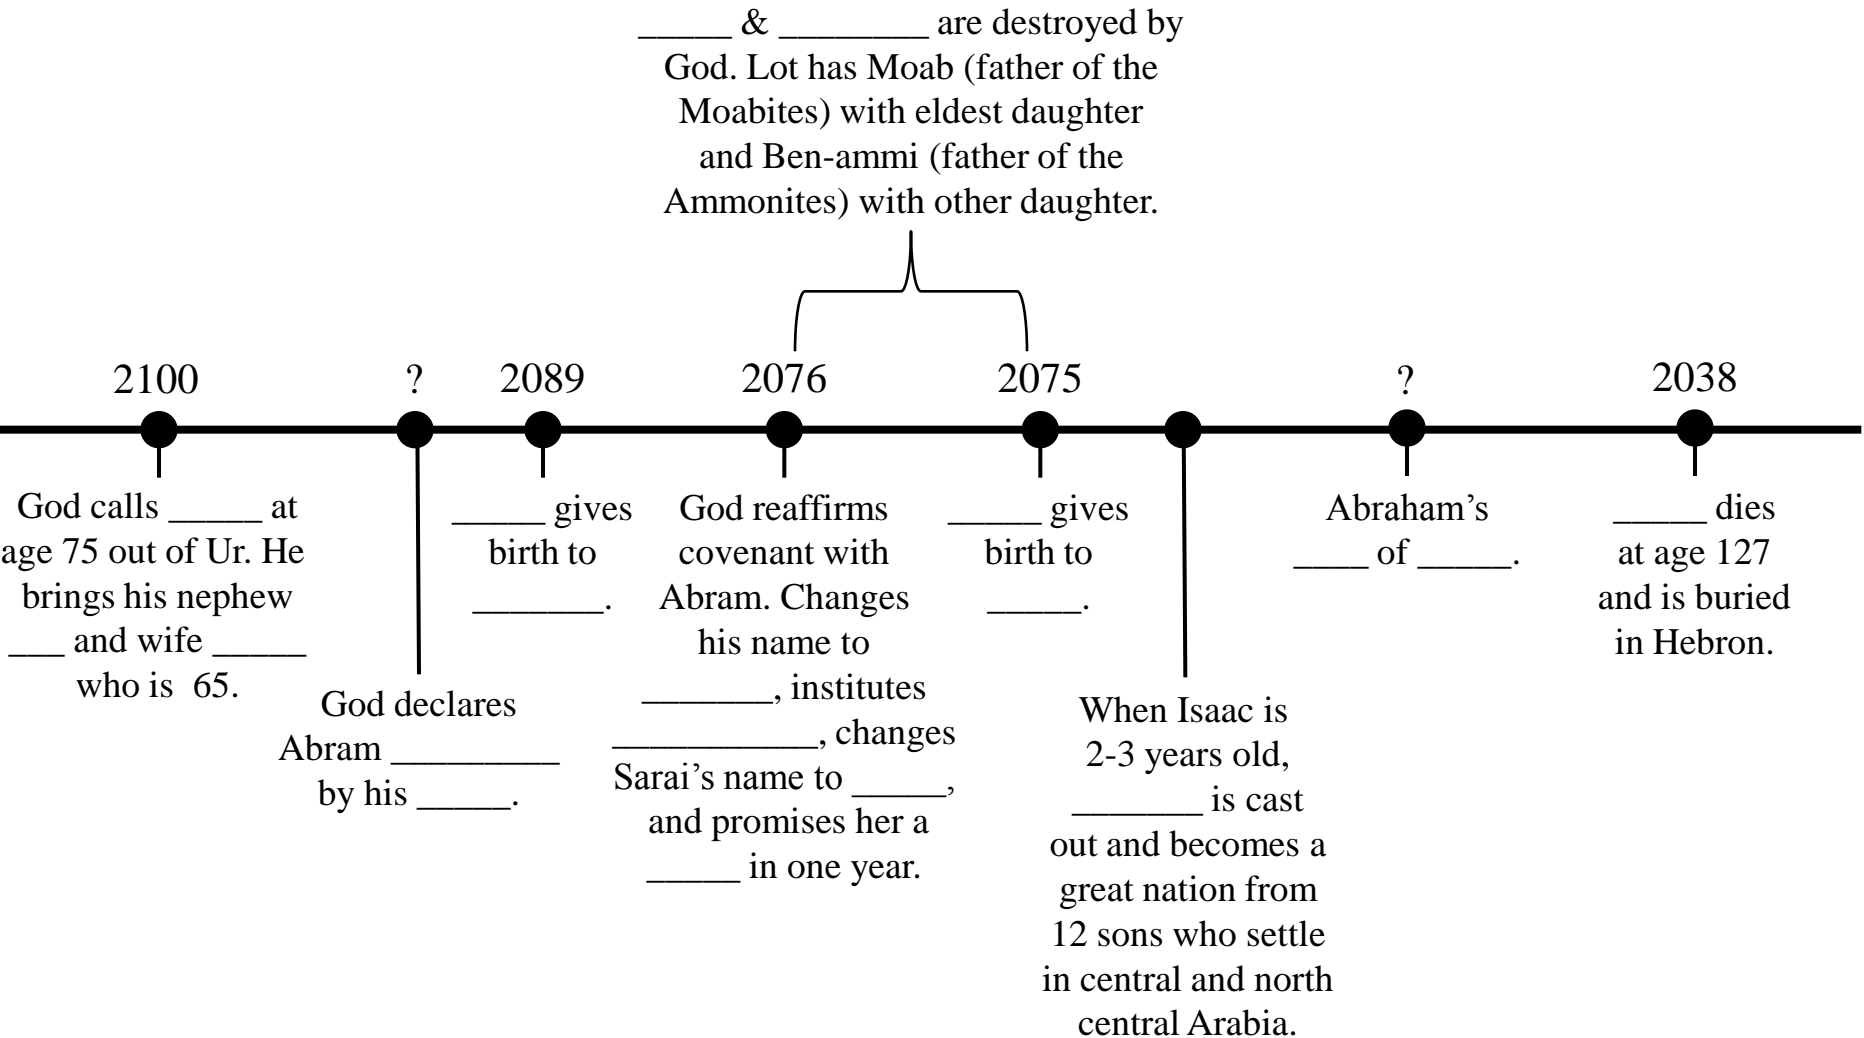 _____ & ________ are destroyed by
God. Lot has Moab (father of the
Moabites) with eldest daughter
and Ben-ammi (father of the
Ammonites) with other daughter.
2100
?
2089
2076
2075
?
2038
God calls _____ at
age 75 out of Ur. He
brings his nephew
___ and wife _____
who is 65.
God declares
Abram _________
by his _____.
_____ gives
birth to
_______.
God reaffirms
covenant with
Abram. Changes
his name to
_______, institutes
___________, changes
Sarai’s name to _____,
and promises her a
_____ in one year.
_____ gives
birth to
_____.
When Isaac is
2-3 years old,
_______ is cast
out and becomes a
great nation from
12 sons who settle
in central and north
central Arabia.
Abraham’s
____ of _____.
_____ dies
at age 127
and is buried
in Hebron.